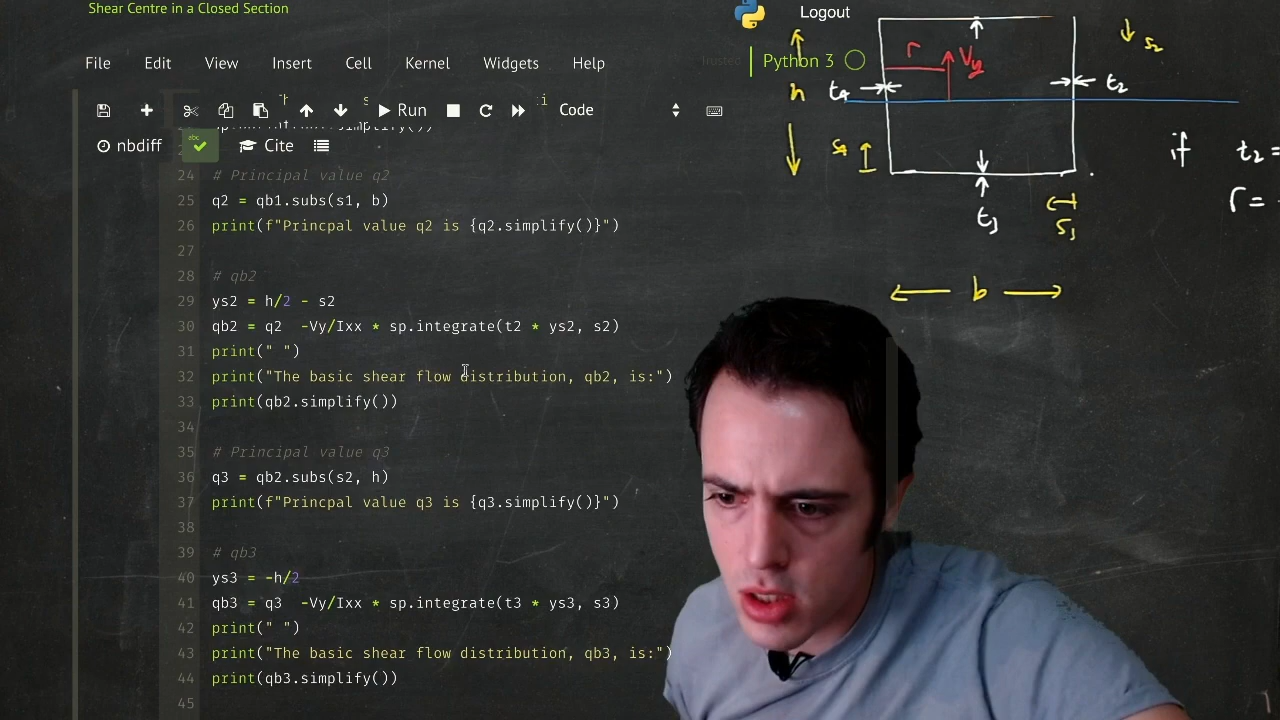 Shear Centre in a Closed Section
Logout
File Edit View Insert Cell Kernel Widgets Help
Trusted
Python 3
Run
Code
nbdiff
abc
Cite
24 # Principal value q2
25 q2 = qb1.subs(s1, b)
26 print(f"Princpal value q2 is {q2.simplify()}")
27
28 # qb2
29 ys2 = h/2 - s2
30 qb2 = q2  -Vy/Ixx * sp.integrate(t2 * ys2, s2)
31 print(" ")
32 print("The basic shear flow distribution, qb2, is:")
33 print(qb2.simplify())
34
35 # Principal value q3
36 q3 = qb2.subs(s2, h)
37 print(f"Princpal value q3 is {q3.simplify()}")
38
39 # qb3
40 ys3 = -h/2
41 qb3 = q3  -Vy/Ixx * sp.integrate(t3 * ys3, s3)
42 print(" ")
43 print("The basic shear flow distribution, qb3, is:")
44 print(qb3.simplify())
45
r
Vy
s2
h
t4
t2
s4
t3
s3
b
if t2 =
r =